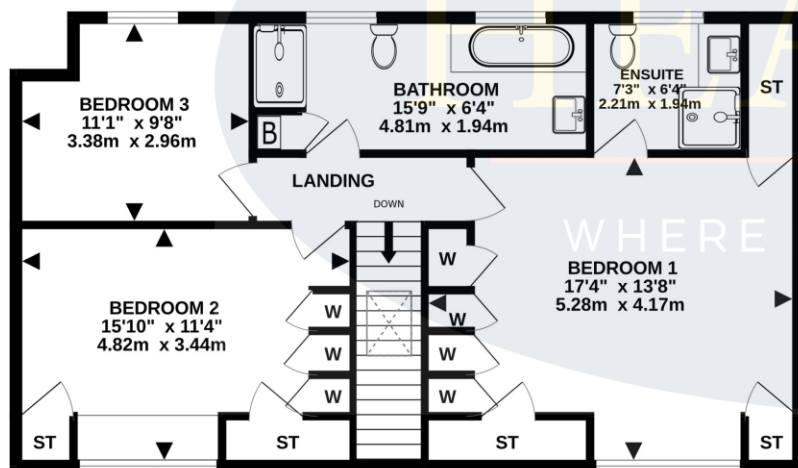 BEDROOM 3
11'1" x 9'8"
3.38m x 2.96m
B
BATHROOM
15'9" x 6'4"
4.81m x 1.94m
ENSUITE
7'3" x 6'4"
2.21m x 1.94m
ST
LANDING
DOWN
WHERE
W
BEDROOM 1
17'4" x 13'8"
5.28m x 4.17m
BEDROOM 2
15'10" x 11'4"
4.82m x 3.44m
W
W
W
W
W
W
ST
ST
ST
ST